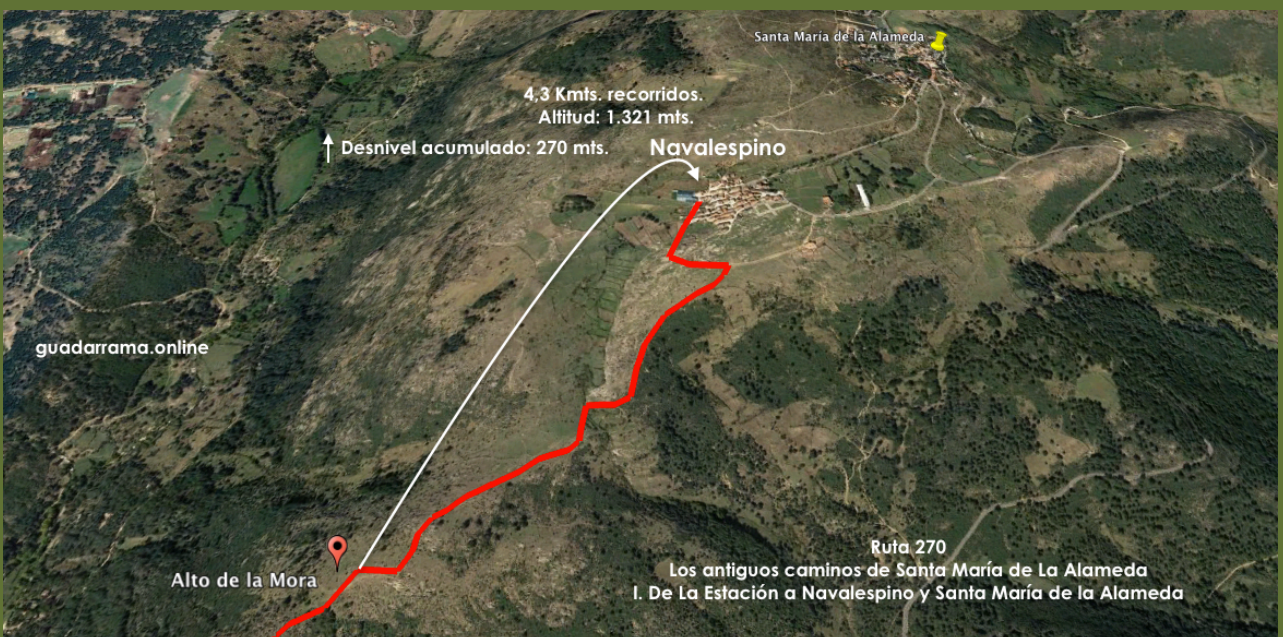 Santa María de la Alameda
4,3 Kmts. recorridos.
Altitud: 1.321 mts.
Desnivel acumulado: 270 mts.
Navalespino
guadarrama.online
Alto de la Mora
Ruta 270
Los antiguos caminos de Santa María de La Alameda
I. De La Estación a Navalespino y Santa María de la Alameda